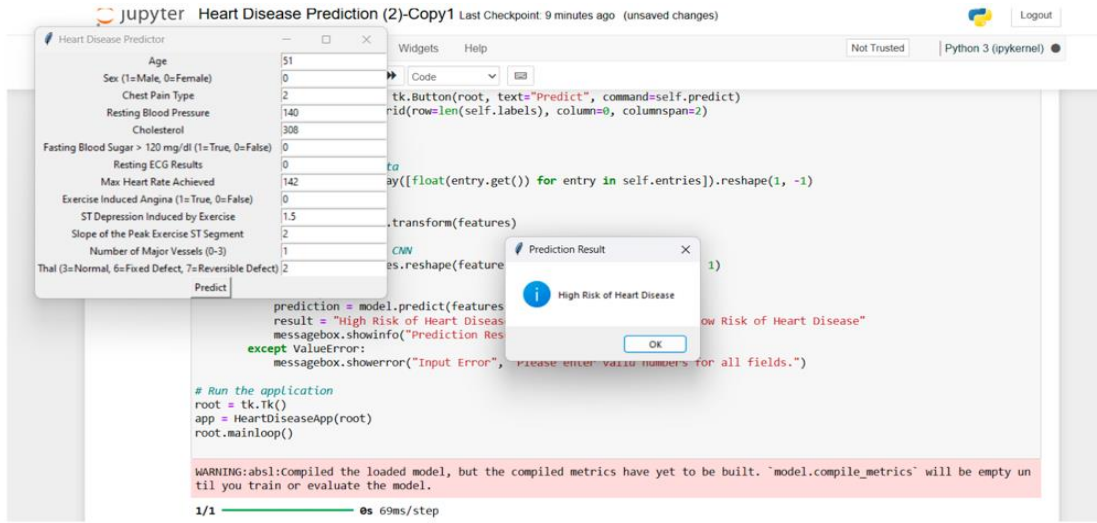 jupyter Heart Disease Prediction (2)-Copy1 Last Checkpoint: 9 minutes ago (unsaved changes) Logout
Widgets Help Not Trusted Python 3 (ipykernel)
Code
Heart Disease Predictor
Age 51
Sex (1=Male, 0=Female) 0
Chest Pain Type 2
Resting Blood Pressure 140
Cholesterol 308
Fasting Blood Sugar > 120 mg/dl (1=True, 0=False) 0
Resting ECG Results 0
Max Heart Rate Achieved 142
Exercise Induced Angina (1=True, 0=False) 0
ST Depression Induced by Exercise 1.5
Slope of the Peak Exercise ST Segment 2
Number of Major Vessels (0-3) 1
Thal (3=Normal, 6=Fixed Defect, 7=Reversible Defect) 2
Predict
tk.Button(root, text="Predict", command=self.predict)
rid(row=len(self.labels), column=0, columnspan=2)
ta
ay([float(entry.get()) for entry in self.entries]).reshape(1, -1)
.transform(features)
CNN
es.reshape(feature 1)
prediction = model.predict(features
result = "High Risk of Heart Diseas ow Risk of Heart Disease"
messagebox.showinfo("Prediction Res
except ValueError:
messagebox.showerror("Input Error", "Please enter valid numbers for all fields.")
Prediction Result
High Risk of Heart Disease
OK
# Run the application
root = tk.Tk()
app = HeartDiseaseApp(root)
root.mainloop()
WARNING:absl:Compiled the loaded model, but the compiled metrics have yet to be built. `model.compile_metrics` will be empty un
til you train or evaluate the model.
1/1 0s 69ms/step